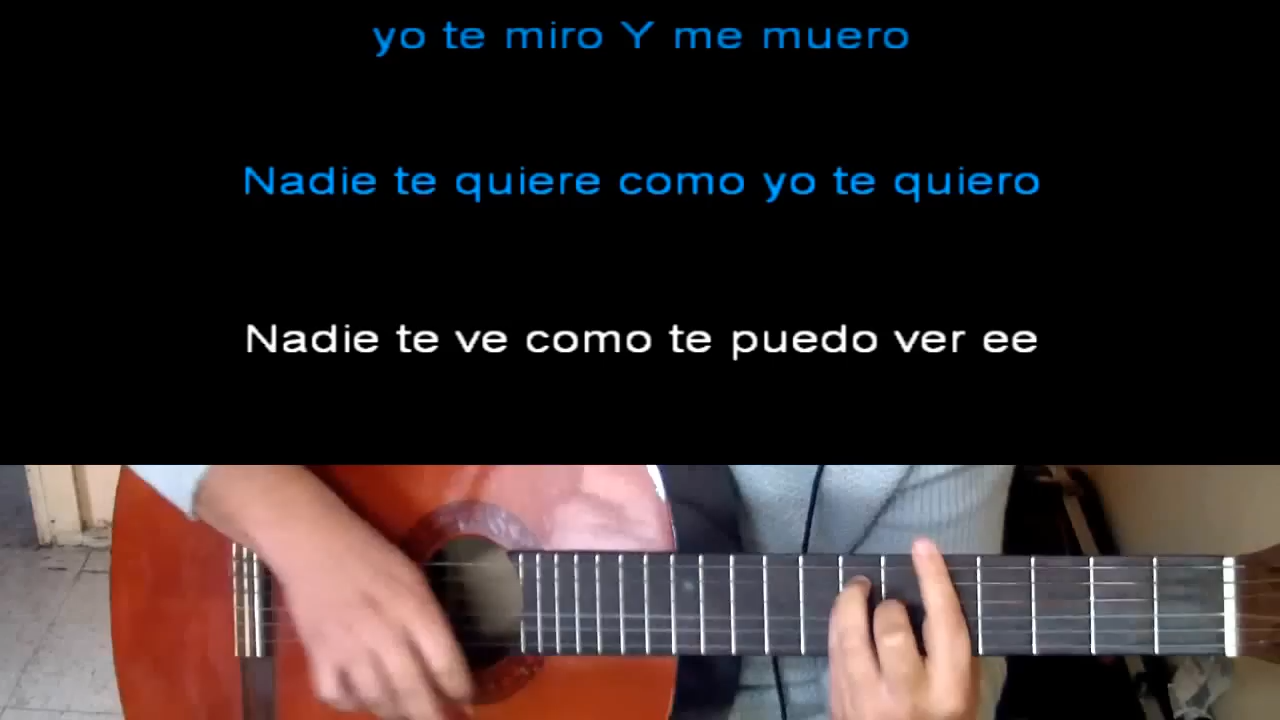 yo te miro Y me muero
Nadie te quiere como yo te quiero
Nadie te ve como te puedo ver ee